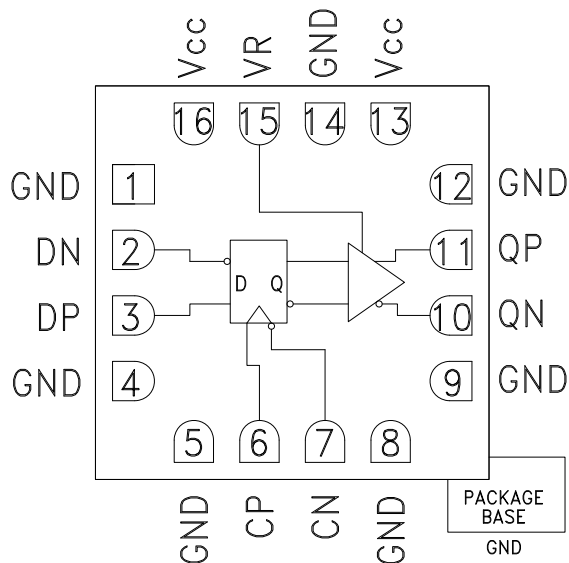 Vcc
VR
GND
Vcc
16
15
14
13
GND
1
12
GND
DN
2
11
QP
D
Q
DP
3
10
QN
GND
4
9
GND
5
6
7
8
GND
CP
CN
GND
PACKAGE
BASE
GND